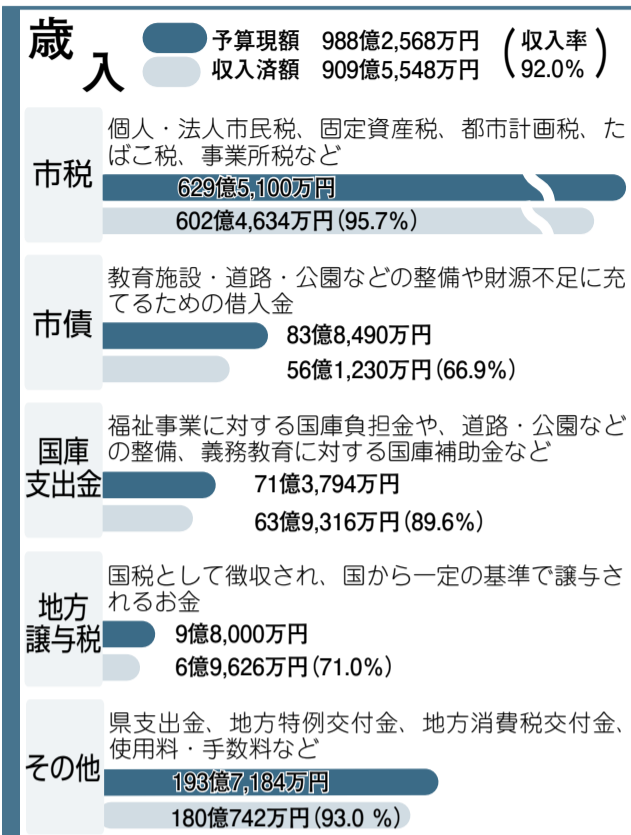 歳入
予算現額 988億2,568万円
収入済額 909億5,548万円
(収入率
92.0%)
市税
個人・法人市民税、固定資産税、都市計画税、た
ばこ税、事業所税など
629億5,100万円
602億4,634万円(95.7%)
市債
教育施設・道路・公園などの整備や財源不足に充
てるための借入金
83億8,490万円
56億1,230万円(66.9%)
国庫
支出金
福祉事業に対する国庫負担金や、道路・公園など
の整備、義務教育に対する国庫補助金など
71億3,794万円
63億9,316万円(89.6%)
地方
譲与税
国税として徴収され、国から一定の基準で譲与さ
れるお金
9億8,000万円
6億9,626万円(71.0%)
その他
県支出金、地方特例交付金、地方消費税交付金、
使用料・手数料など
193億7,184万円
180億742万円(93.0 %)